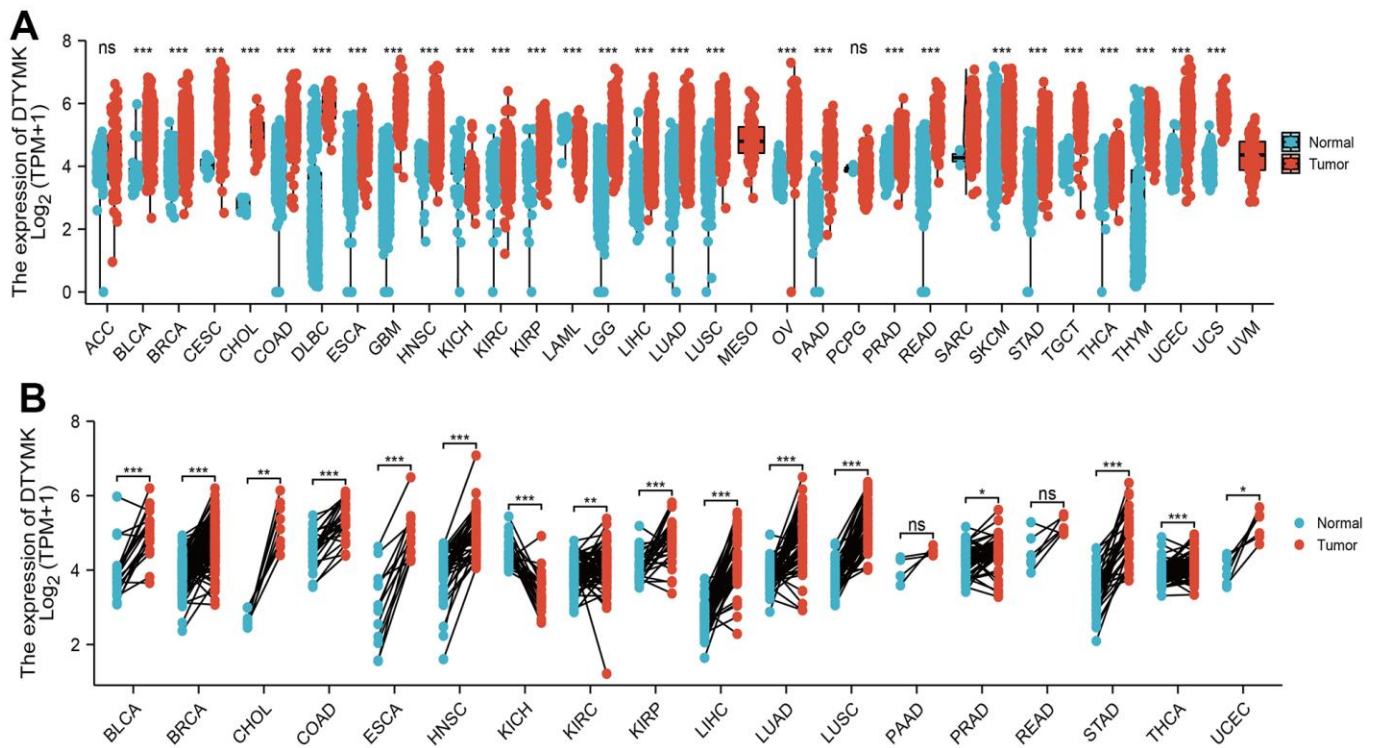 A
The expression of DTYMK
Log2 (TPM+1)
8
6
4
2
0
ns *** *** *** *** *** *** *** *** *** *** *** *** *** *** *** *** *** *** *** ns *** *** *** *** *** *** *** *** ***
ACC BLCA BRCA CESC CHOL COAD DLBC ESCA GBM HNSC KICH KIRC KIRP LAML LGG LIHC LUAD LUSC MESO OV PAAD PCPG PRAD READ SARC SKCM STAD TGCT THCA THYM UCEC UCS UVM
Normal
Tumor
B
The expression of DTYMK
Log2 (TPM+1)
8
6
4
2
*** *** ** *** *** *** *** ** *** *** *** *** ns * ns *** *** *
BLCA BRCA CHOL COAD ESCA HNSC KICH KIRC KIRP LIHC LUAD LUSC PAAD PRAD READ STAD THCA UCEC
Normal
Tumor